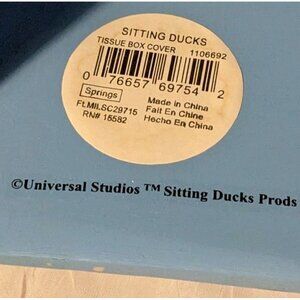 SITTING DUCKS
TISSUE BOX COVER 1106692
0 76657 69754 2
Springs
FLMILSC29715
RN# 15582
Made in China
Fait En Chine
Hecho En China
©Universal Studios ™ Sitting Ducks Prods